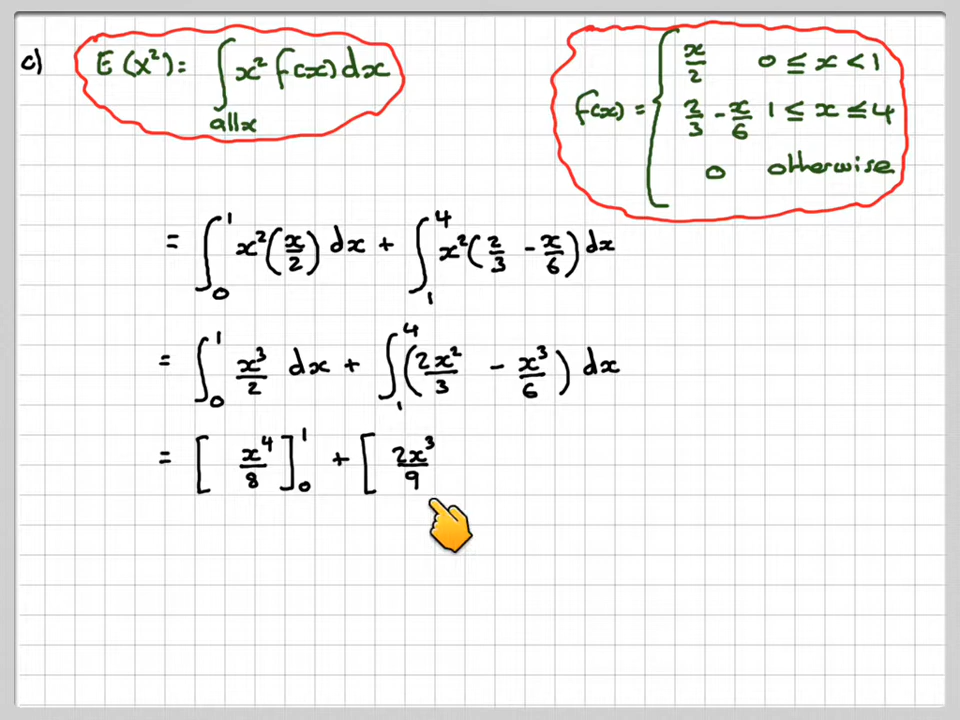 c) E(x²) = ∫ x² f(x) dx
all x
f(x) = { x/2 0 ≤ x < 1
2/3 - x/6 1 ≤ x ≤ 4
0 otherwise
= ∫₀¹ x² (x/2) dx + ∫₁⁴ x² (2/3 - x/6) dx
= ∫₀¹ x³/2 dx + ∫₁⁴ (2x²/3 - x³/6) dx
= [ x⁴/8 ]₀¹ + [ 2x³/9